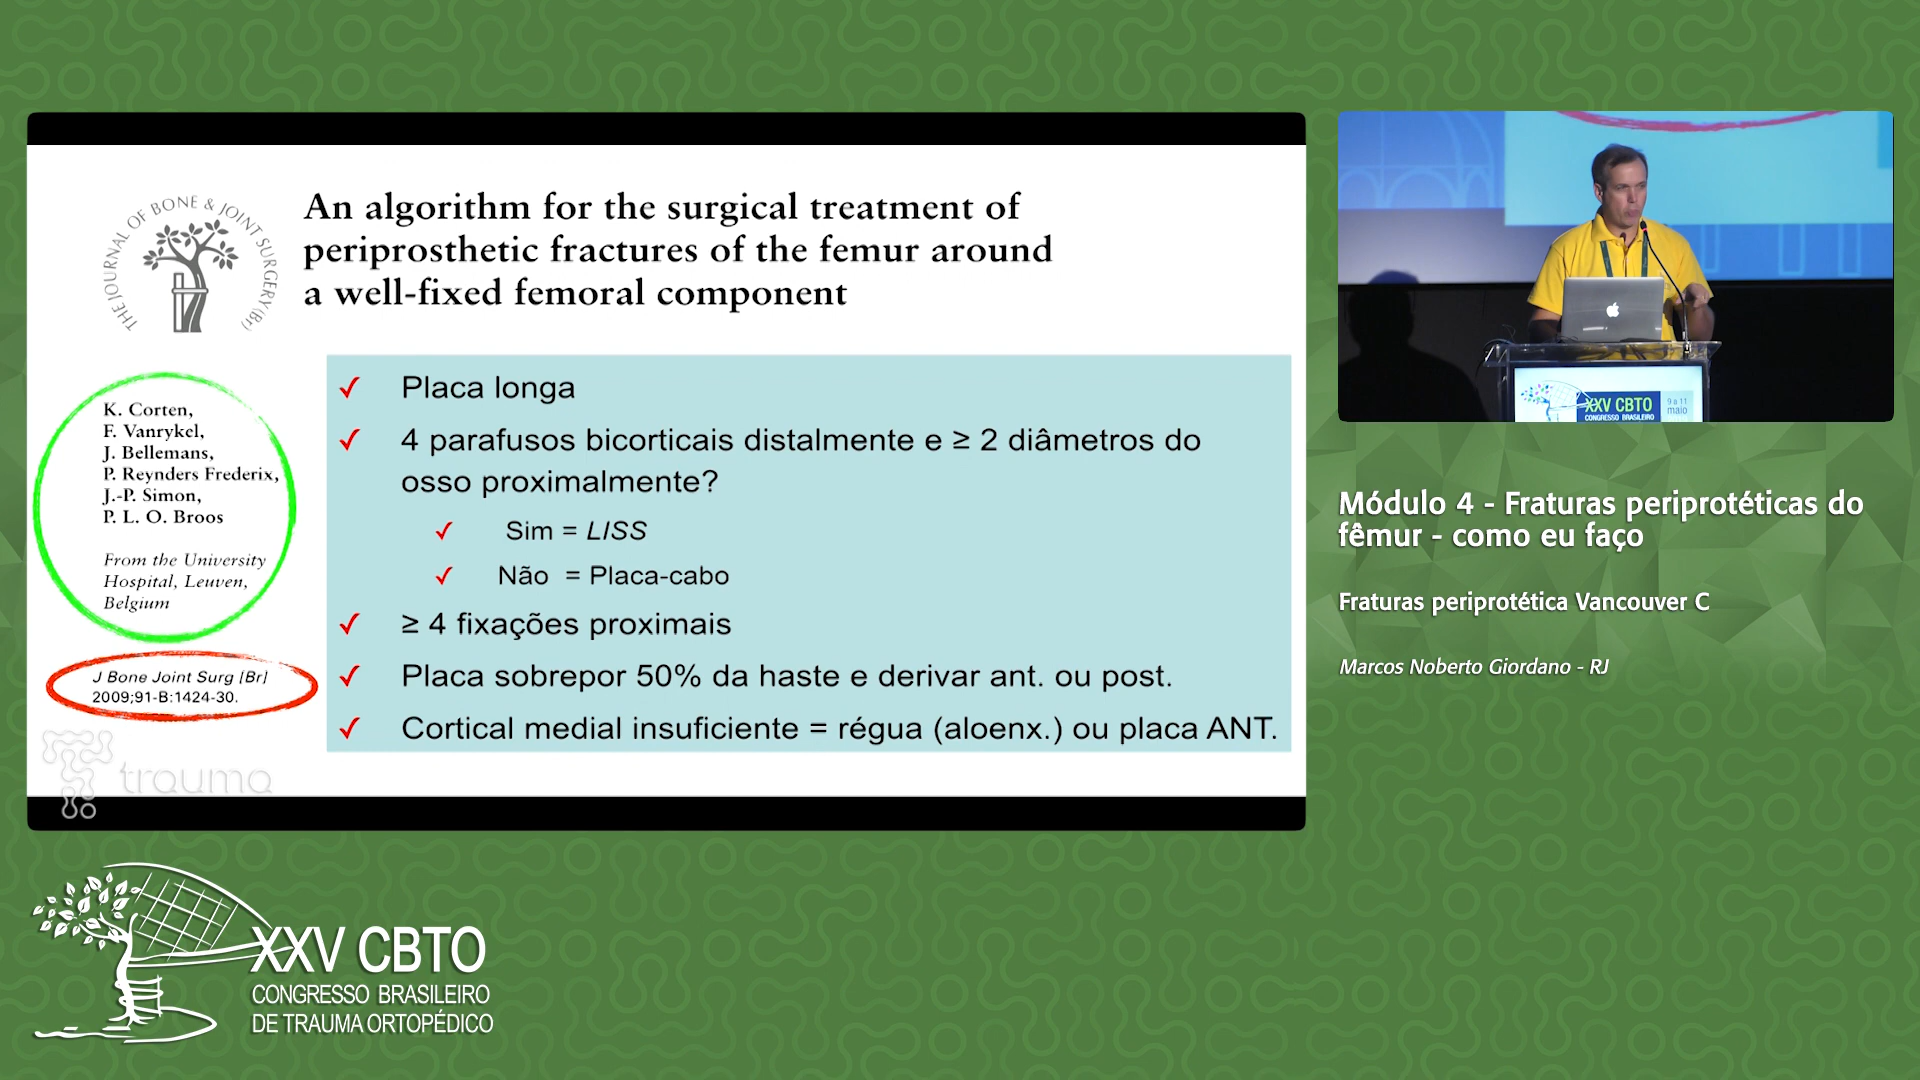 THE JOURNAL OF BONE & JOINT SURGERY (Br)
An algorithm for the surgical treatment of
periprosthetic fractures of the femur around
a well-fixed femoral component
K. Corten,
F. Vanrykel,
J. Bellemans,
P. Reynders Frederix,
J.-P. Simon,
P. L. O. Broos
From the University
Hospital, Leuven,
Belgium
J Bone Joint Surg [Br]
2009;91-B:1424-30.
trauma
✓ Placa longa
✓ 4 parafusos bicorticais distalmente e ≥ 2 diâmetros do
osso proximalmente?
✓ Sim = LISS
✓ Não = Placa-cabo
✓ ≥ 4 fixações proximais
✓ Placa sobrepor 50% da haste e derivar ant. ou post.
✓ Cortical medial insuficiente = régua (aloenx.) ou placa ANT.
XXV CBTO
CONGRESSO BRASILEIRO
9 a 11
maio
Módulo 4 - Fraturas periprotéticas do
fêmur - como eu faço
Fraturas periprotética Vancouver C
Marcos Noberto Giordano - RJ
XXV CBTO
CONGRESSO BRASILEIRO
DE TRAUMA ORTOPÉDICO